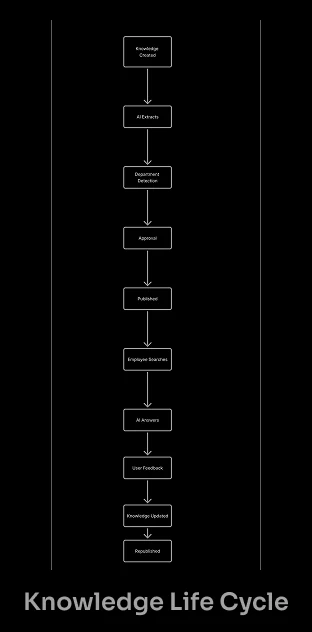 Knowledge
Created
AI Extracts
Department
Detection
Approval
Published
Employee Searches
AI Answers
User Feedback
Knowledge Updated
Republished
Knowledge Life Cycle